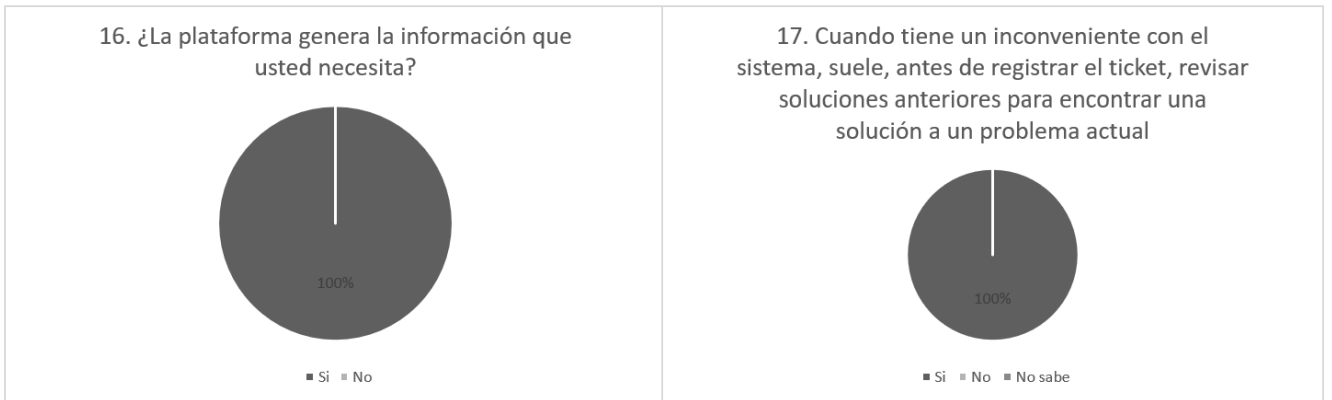 16. ¿La plataforma genera la información que
usted necesita?
100%
Si No
17. Cuando tiene un inconveniente con el
sistema, suele, antes de registrar el ticket, revisar
soluciones anteriores para encontrar una
solución a un problema actual
100%
Si No No sabe